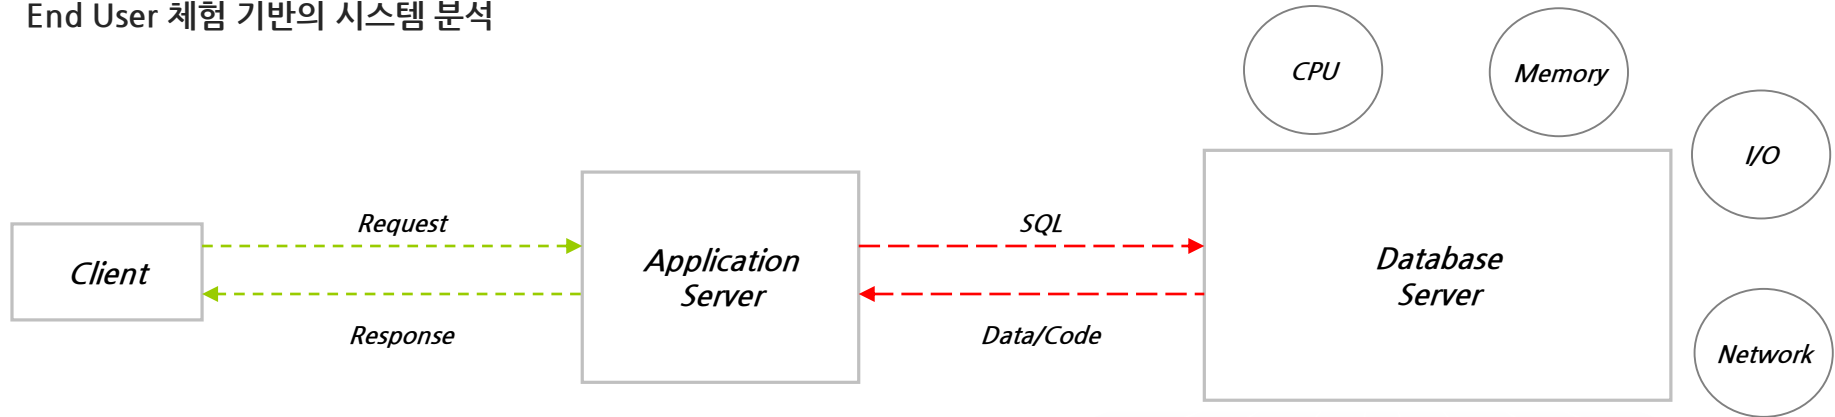 End User 체험 기반의 시스템 분석
CPU
Memory
I/O
Request
SQL
Client
Application
Server
Database
Server
Response
Data/Code
Network